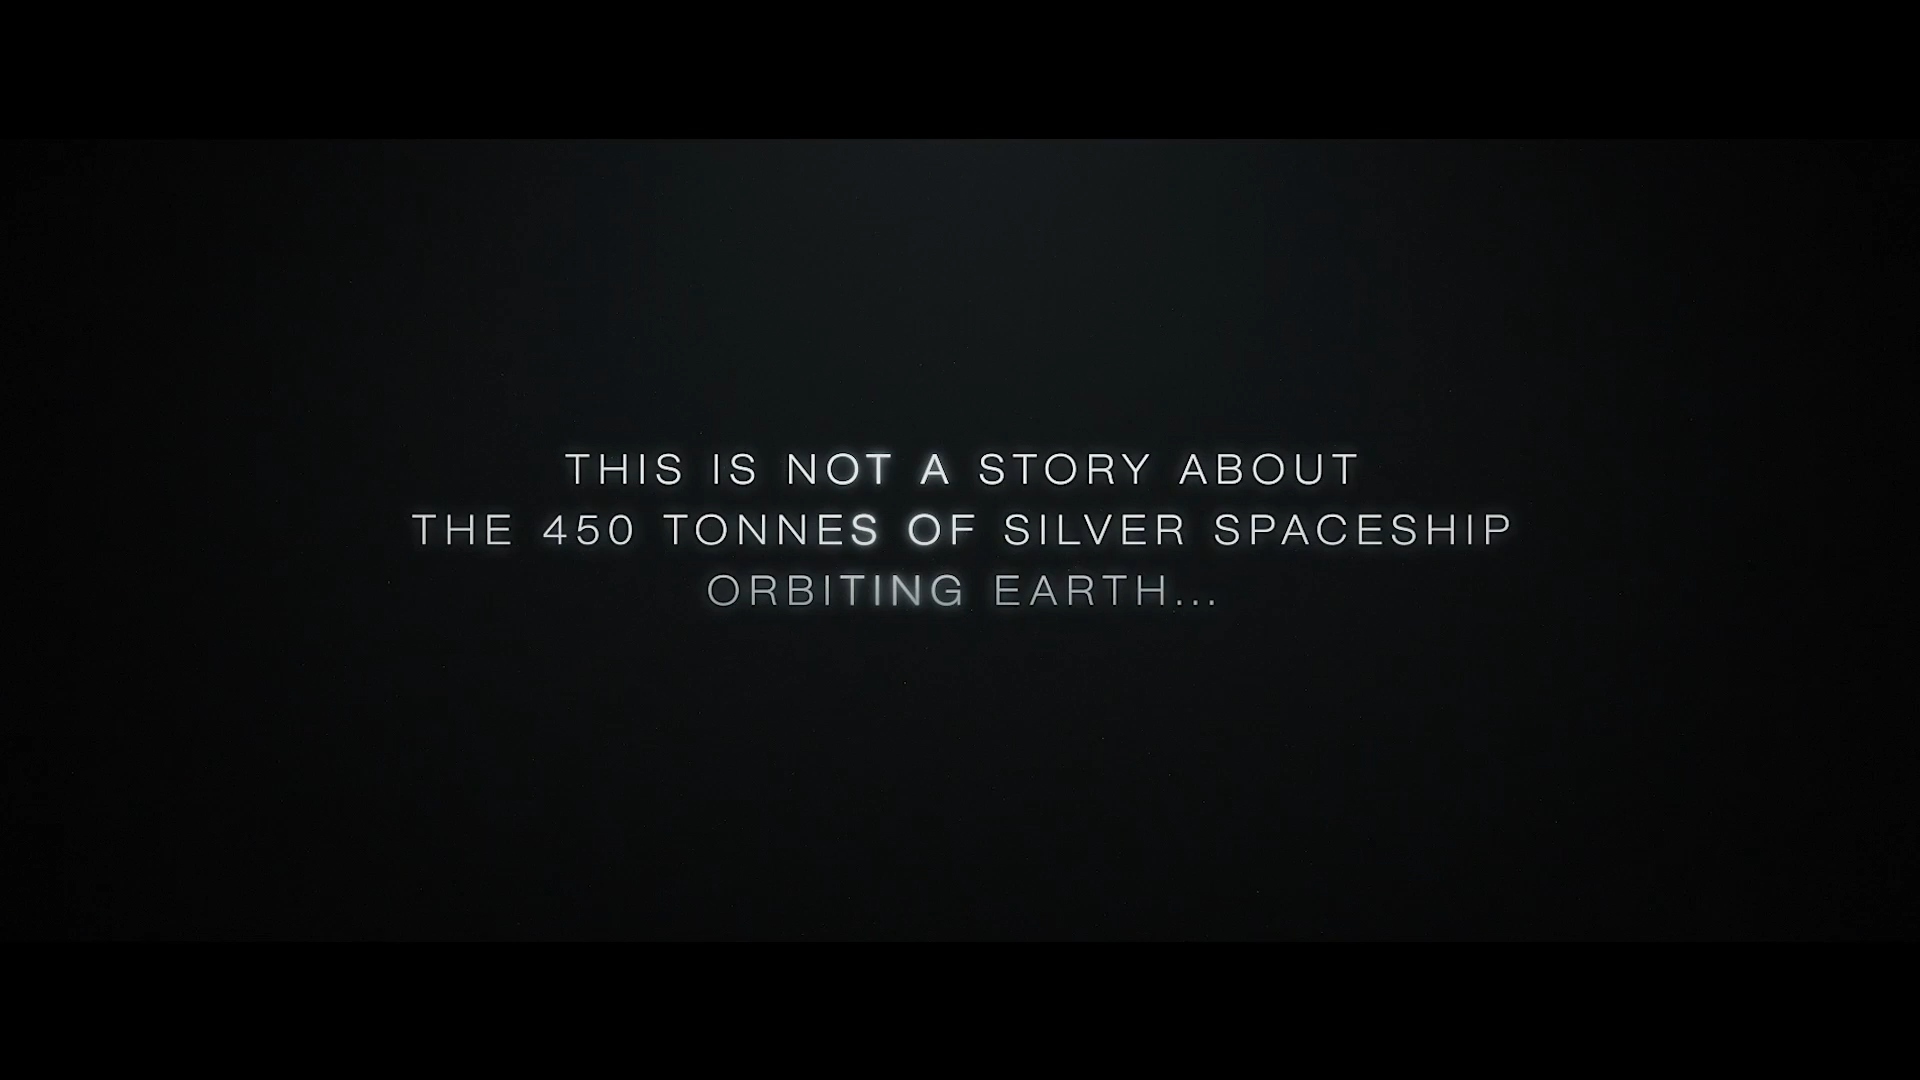 THIS IS NOT A STORY ABOUT
THE 450 TONNES OF SILVER SPACESHIP
ORBITING EARTH...